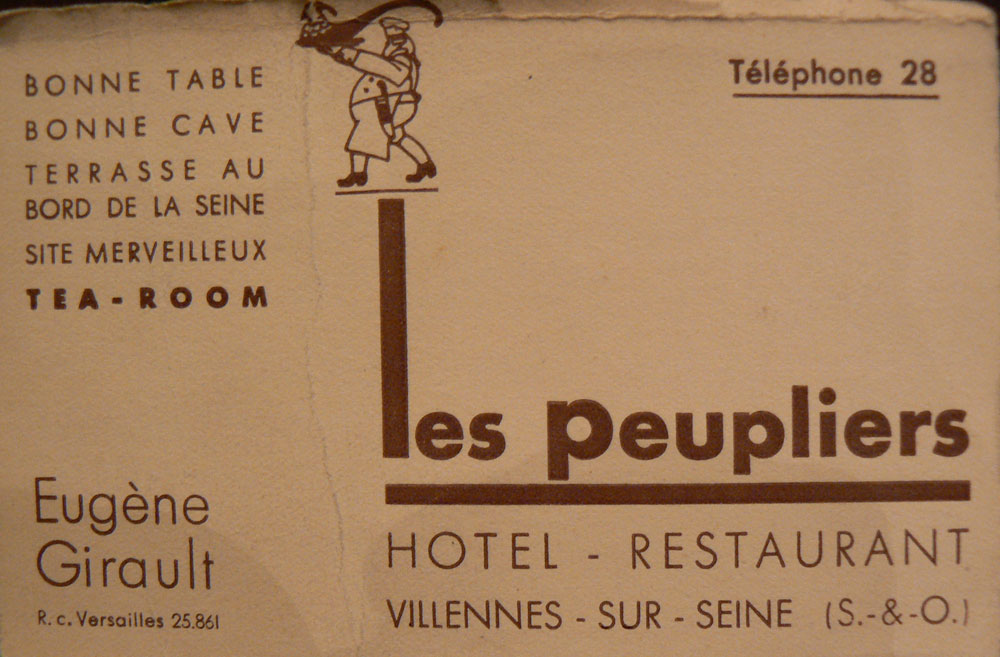 BONNE TABLE
BONNE CAVE
TERRASSE AU
BORD DE LA SEINE
SITE MERVEILLEUX
TEA-ROOM
Téléphone 28
les peupliers
HOTEL - RESTAURANT
VILLENNES - SUR - SEINE (S.-&-O.)
Eugène
Girault
R. c. Versailles 25.861